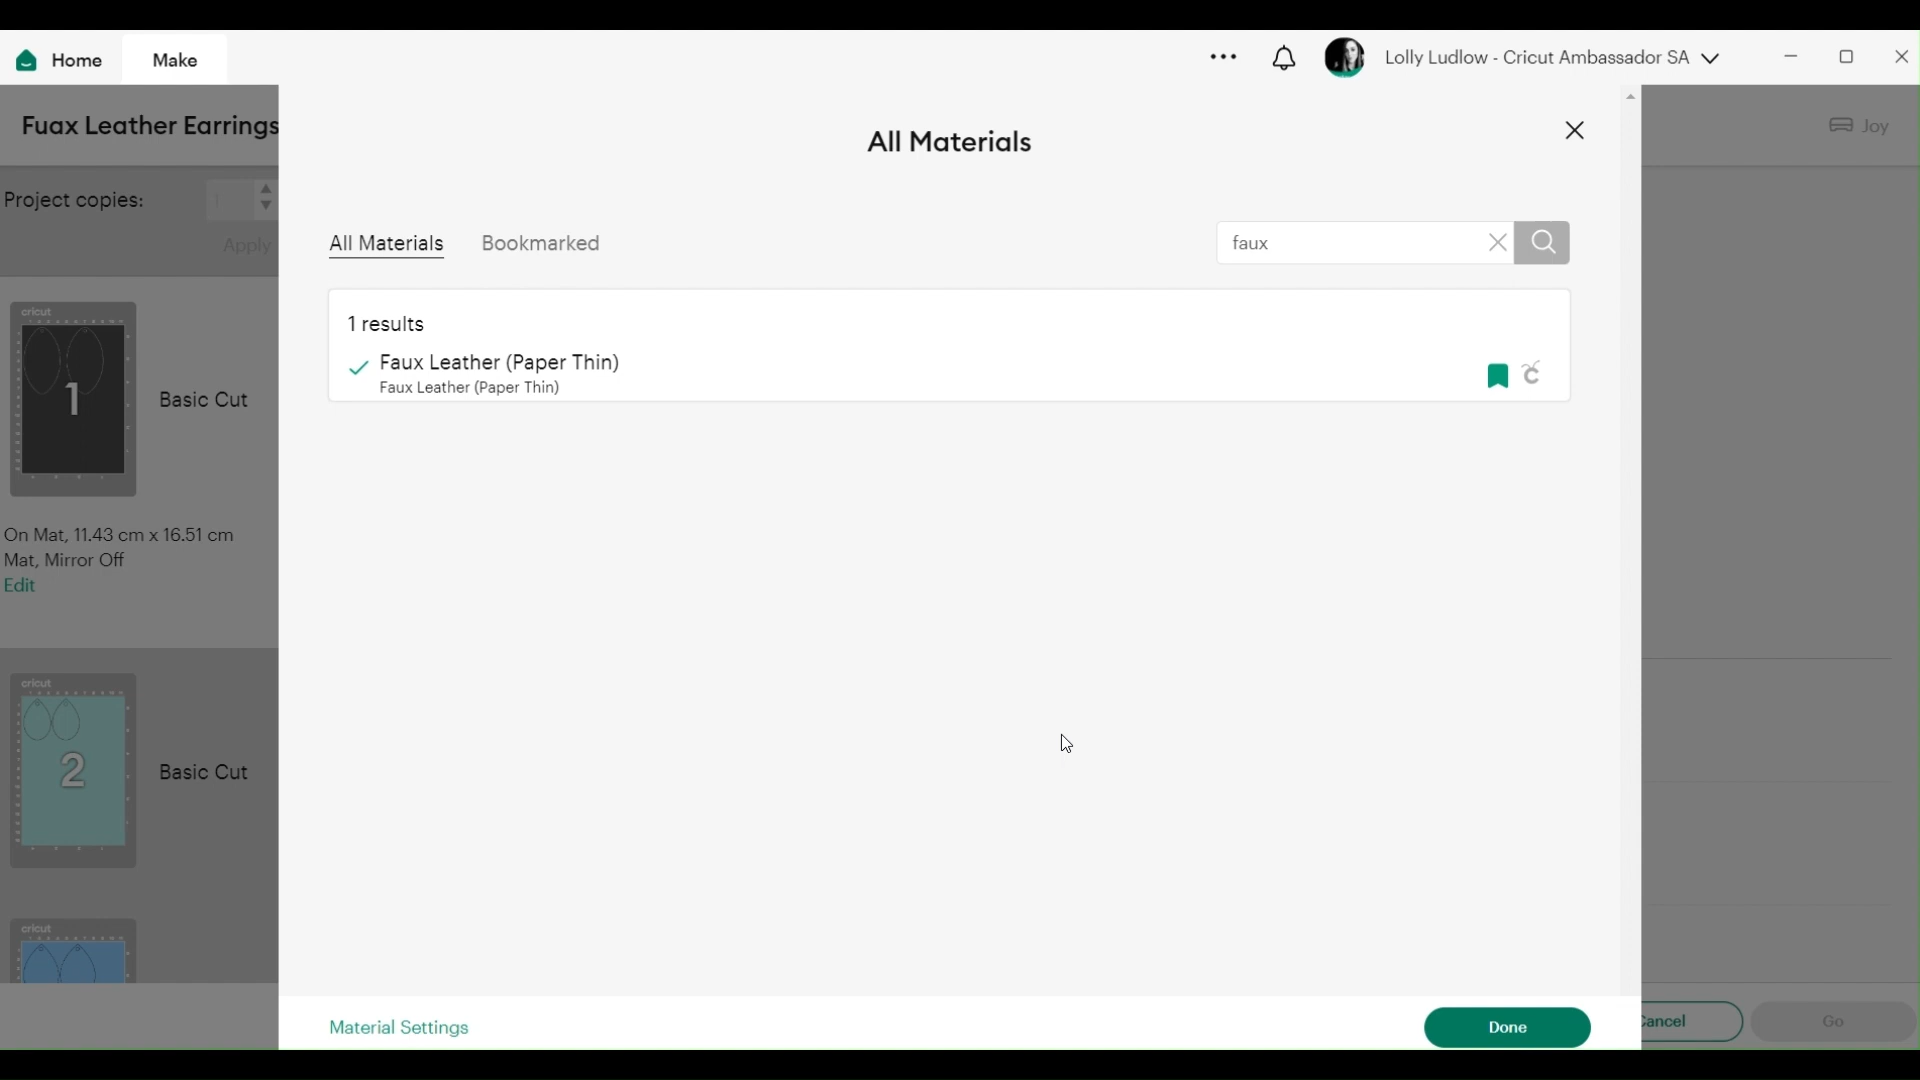 Home
Make
Lolly Ludlow - Cricut Ambassador SA
Fuax Leather Earrings
Joy
All Materials
Project copies:
1
Apply
All Materials
Bookmarked
faux
1 results
Faux Leather (Paper Thin)
Faux Leather (Paper Thin)
cricut
1
Basic Cut
On Mat, 11.43 cm x 16.51 cm
Mat, Mirror Off
Edit
cricut
2
Basic Cut
cricut
Material Settings
Done
Cancel
Go